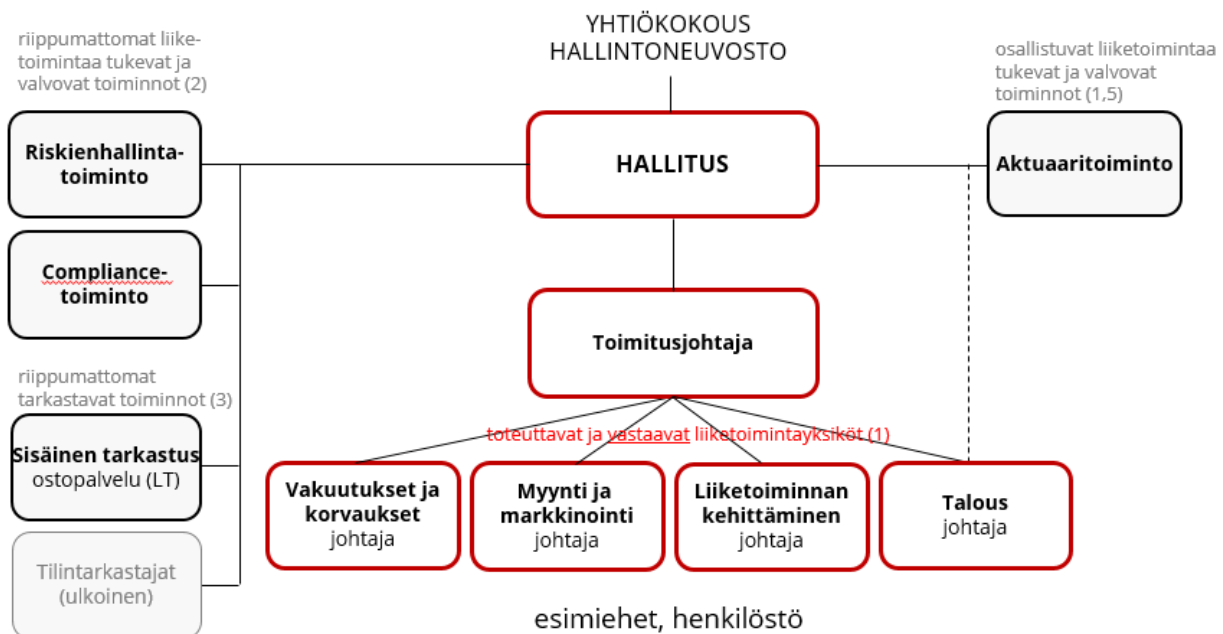 YHTIÖKOKOUS
HALLINTONEUVOSTO
riippumattomat liike-
toimintaa tukevat ja
valvovat toiminnot (2)
osallistuvat liiketoimintaa
tukevat ja valvovat
toiminnot (1,5)
Riskienhallinta-
toiminto
HALLITUS
Aktuaaritoiminto
Compliance-
toiminto
Toimitusjohtaja
riippumattomat
tarkastavat toiminnot (3)
Sisäinen tarkastus
ostopalvelu (LT)
toteuttavat ja vastaavat liiketoimintayksiköt (1)
Vakuutukset ja
korvaukset
johtaja
Myynti ja
markkinointi
johtaja
Liiketoiminnan
kehittäminen
johtaja
Talous
johtaja
Tilintarkastajat
(ulkoinen)
esimiehet, henkilöstö